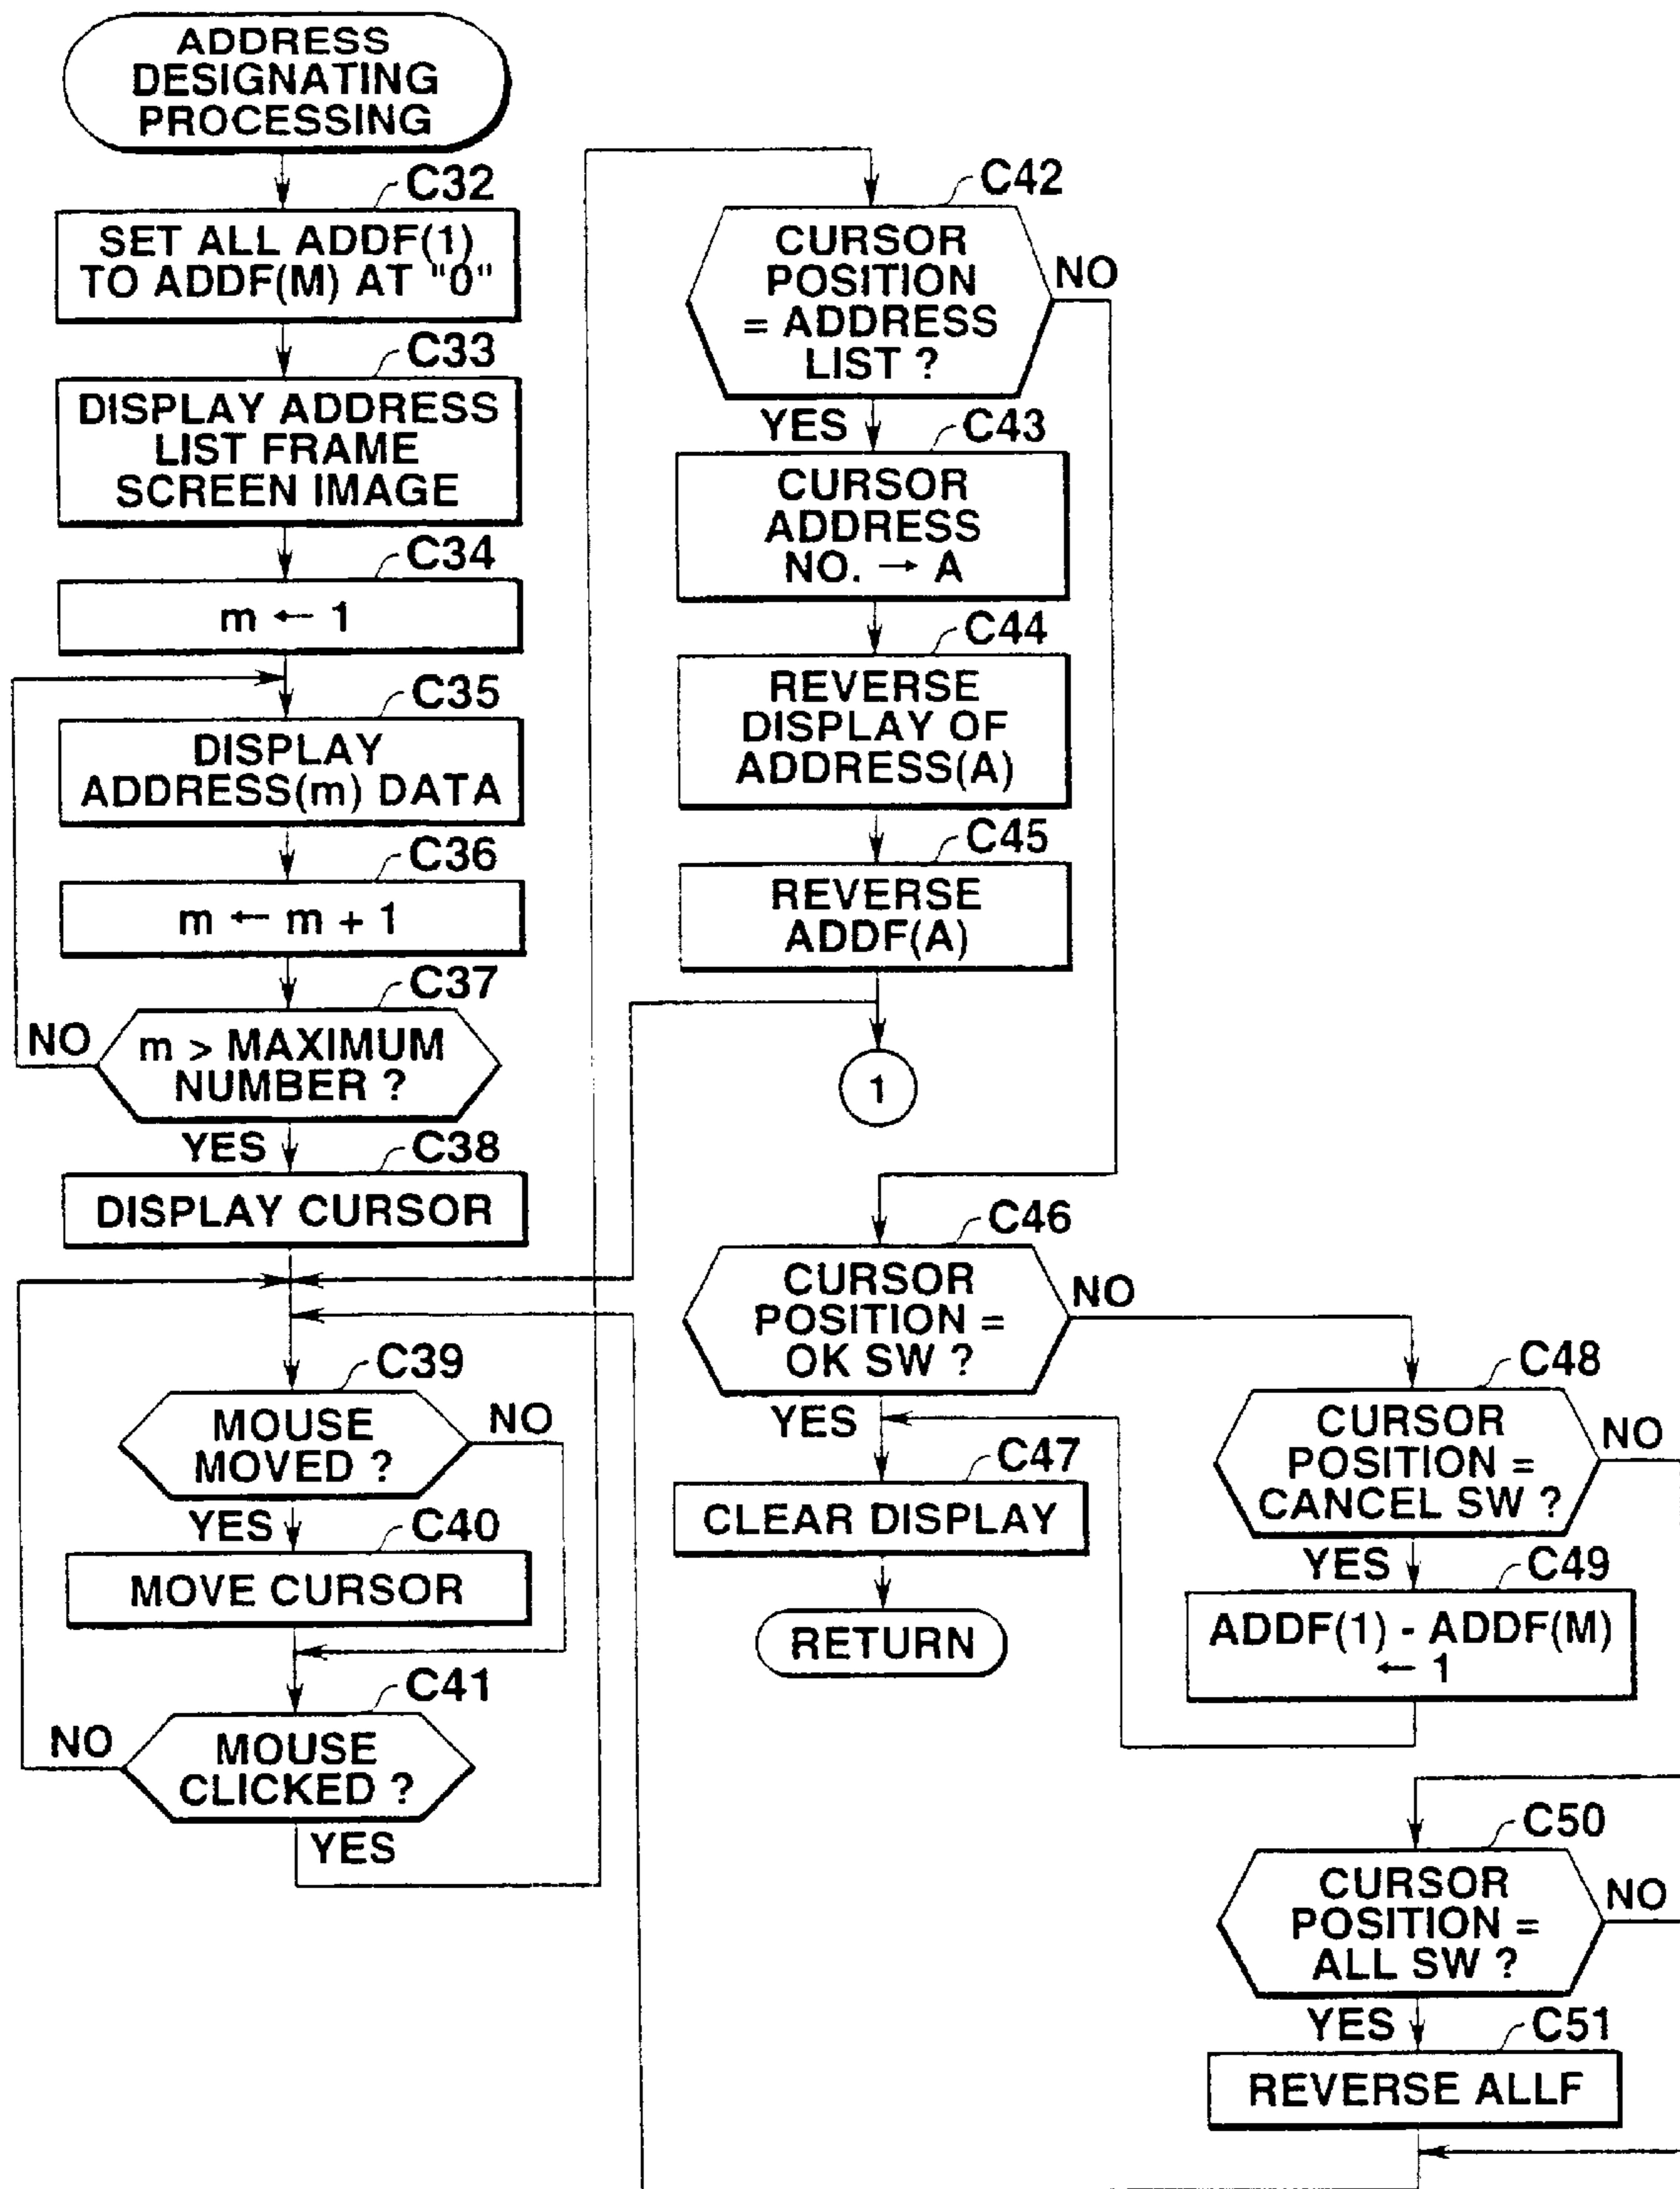 ADDRESS
DESIGNATING
PROCESSING
C32
SET ALL ADDF(1)
TO ADDF(M) AT "0"
C33
DISPLAY ADDRESS
LIST FRAME
SCREEN IMAGE
C34
m ← 1
C35
DISPLAY
ADDRESS(m) DATA
C36
m ← m + 1
C37
NO
m > MAXIMUM
NUMBER ?
YES
C38
DISPLAY CURSOR
C39
MOUSE
MOVED ?
NO
YES
C40
MOVE CURSOR
C41
NO
MOUSE
CLICKED ?
YES
C42
CURSOR
POSITION
= ADDRESS
LIST ?
NO
YES
C43
CURSOR
ADDRESS
NO. → A
C44
REVERSE
DISPLAY OF
ADDRESS(A)
C45
REVERSE
ADDF(A)
1
C46
CURSOR
POSITION =
OK SW ?
NO
YES
C47
CLEAR DISPLAY
RETURN
C48
CURSOR
POSITION =
CANCEL SW ?
NO
YES
C49
ADDF(1) - ADDF(M)
← 1
C50
CURSOR
POSITION =
ALL SW ?
NO
YES
C51
REVERSE ALLF